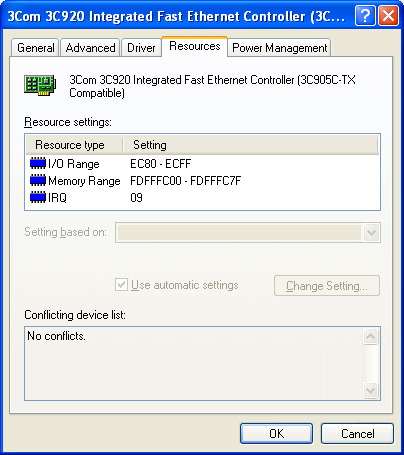 3Com 3C920 Integrated Fast Ethernet Controller (3C...
General Advanced Driver Resources Power Management
3Com 3C920 Integrated Fast Ethernet Controller (3C905C-TX
Compatible)
Resource settings:
Resource type Setting
I/O Range EC80 - ECFF
Memory Range FDFFFC00 - FDFFFC7F
IRQ 09
Setting based on:
Use automatic settings Change Setting...
Conflicting device list:
No conflicts.
OK Cancel